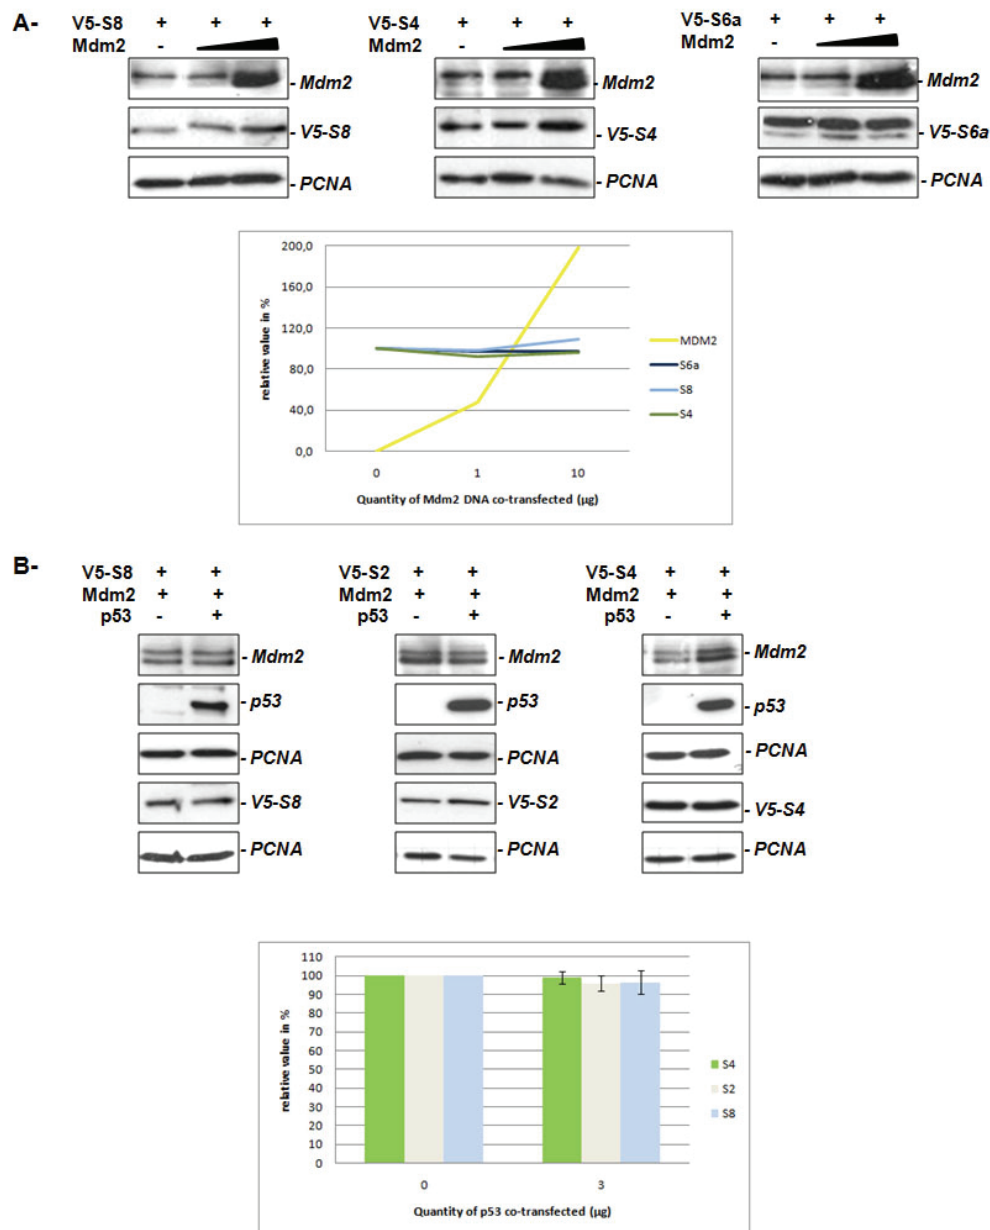 A-
V5-S8 + + +
Mdm2 -
- Mdm2
- V5-S8
- PCNA
V5-S4 + + +
Mdm2 -
- Mdm2
- V5-S4
- PCNA
V5-S6a + + +
Mdm2 -
- Mdm2
- V5-S6a
- PCNA
200,0
160,0
120,0
80,0
40,0
0,0
relative value in %
0 1 10
Quantity of Mdm2 DNA co-transfected (µg)
MDM2
S6a
S8
S4
B-
V5-S8 + +
Mdm2 + +
p53 - +
- Mdm2
- p53
- PCNA
- V5-S8
- PCNA
V5-S2 + +
Mdm2 + +
p53 - +
- Mdm2
- p53
- PCNA
- V5-S2
- PCNA
V5-S4 + +
Mdm2 + +
p53 - +
- Mdm2
- p53
- PCNA
- V5-S4
- PCNA
110
100
90
80
70
60
50
40
30
20
10
0
relative value in %
0 3
Quantity of p53 co-transfected (µg)
S4
S2
S8